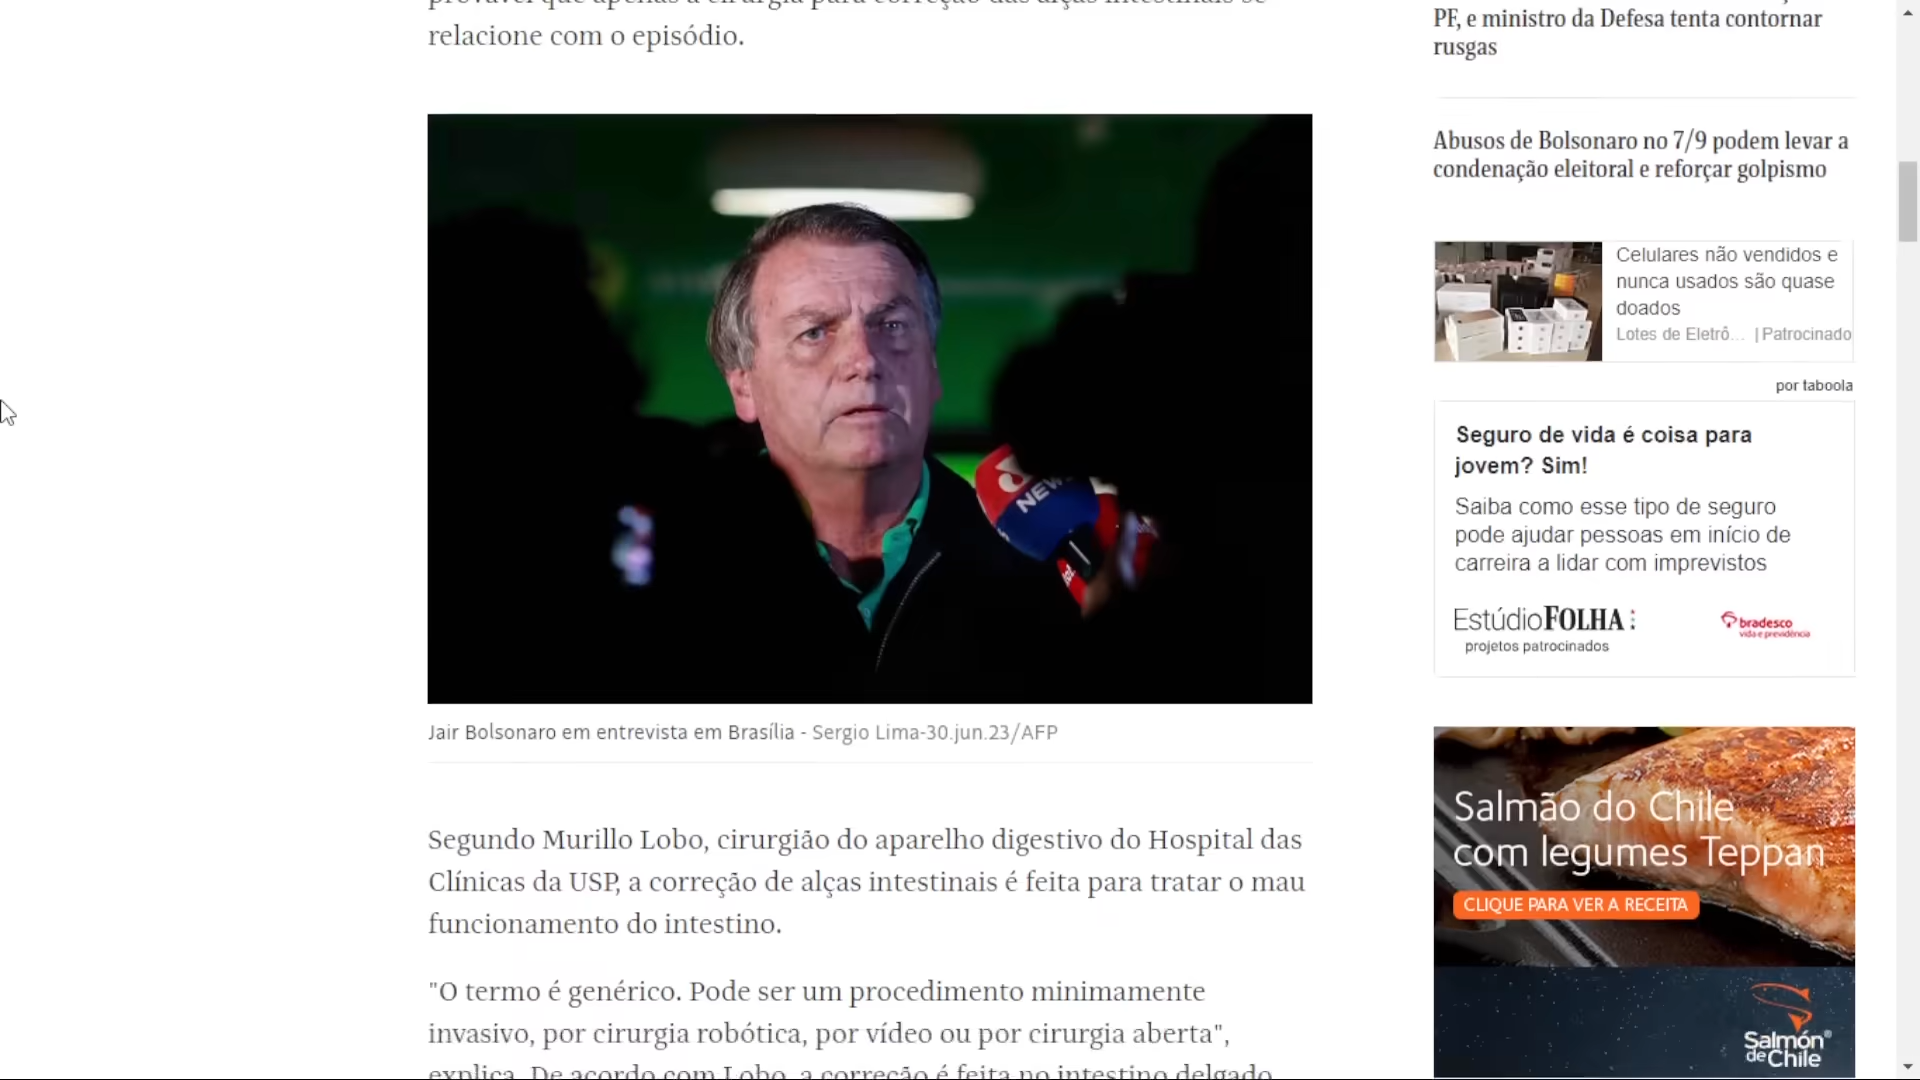 relacione com o episódio.
NEWS
Jair Bolsonaro em entrevista em Brasília - Sergio Lima-30.jun.23/AFP
Segundo Murillo Lobo, cirurgião do aparelho digestivo do Hospital das
Clínicas da USP, a correção de alças intestinais é feita para tratar o mau
funcionamento do intestino.
"O termo é genérico. Pode ser um procedimento minimamente
invasivo, por cirurgia robótica, por vídeo ou por cirurgia aberta",
explica. De acordo com Lobo, a correção é feita no intestino delgado
PF, e ministro da Defesa tenta contornar
rusgas
Abusos de Bolsonaro no 7/9 podem levar a
condenação eleitoral e reforçar golpismo
Celulares não vendidos e
nunca usados são quase
doados
Lotes de Eletrô... | Patrocinado
por taboola
Seguro de vida é coisa para
jovem? Sim!
Saiba como esse tipo de seguro
pode ajudar pessoas em início de
carreira a lidar com imprevistos
EstúdioFOLHA:
projetos patrocinados
bradesco
vida e previdência
Salmão do Chile
com legumes Teppan
CLIQUE PARA VER A RECEITA
Salmón®
de Chile